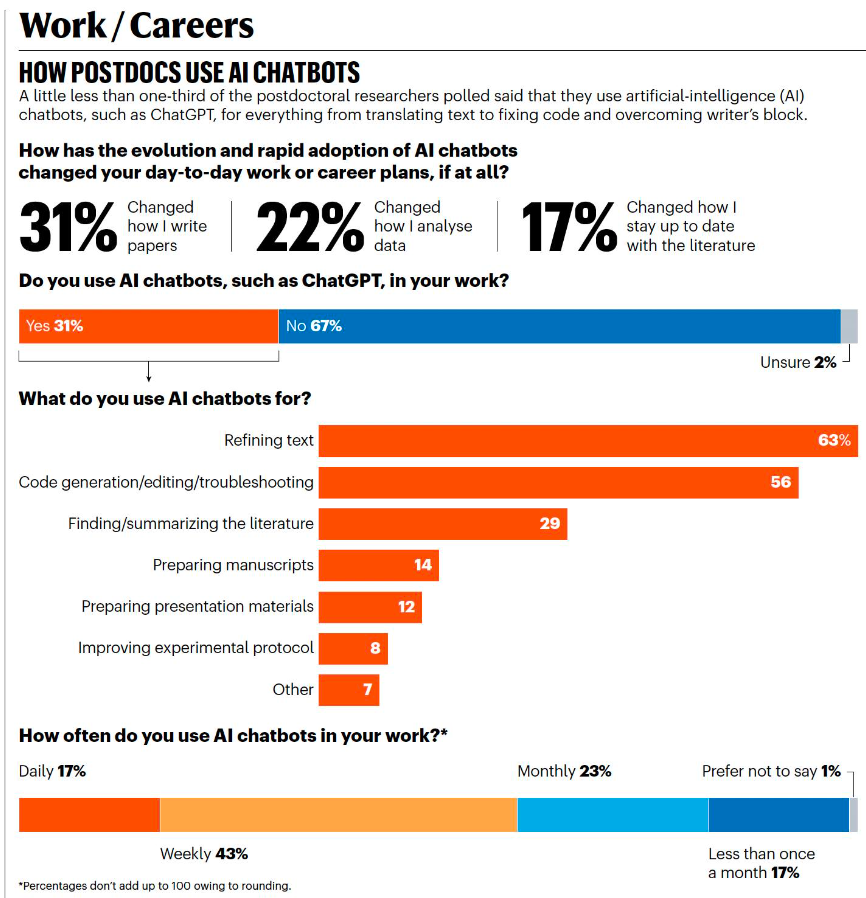 Work / Careers
HOW POSTDOCS USE AI CHATBOTS
A little less than one-third of the postdoctoral researchers polled said that they use artificial-intelligence (AI)
chatbots, such as ChatGPT, for everything from translating text to fixing code and overcoming writer's block.
How has the evolution and rapid adoption of AI chatbots
changed your day-to-day work or career plans, if at all?
31% Changed
how I write
papers
22% Changed
how I analyse
data
17% Changed how I
stay up to date
with the literature
Do you use AI chatbots, such as ChatGPT, in your work?
Yes 31%
No 67%
Unsure 2%
What do you use AI chatbots for?
Refining text 63%
Code generation/editing/troubleshooting 56
Finding/summarizing the literature 29
Preparing manuscripts 14
Preparing presentation materials 12
Improving experimental protocol 8
Other 7
How often do you use AI chatbots in your work?*
Daily 17%
Monthly 23%
Prefer not to say 1%
Weekly 43%
Less than once
a month 17%
*Percentages don't add up to 100 owing to rounding.